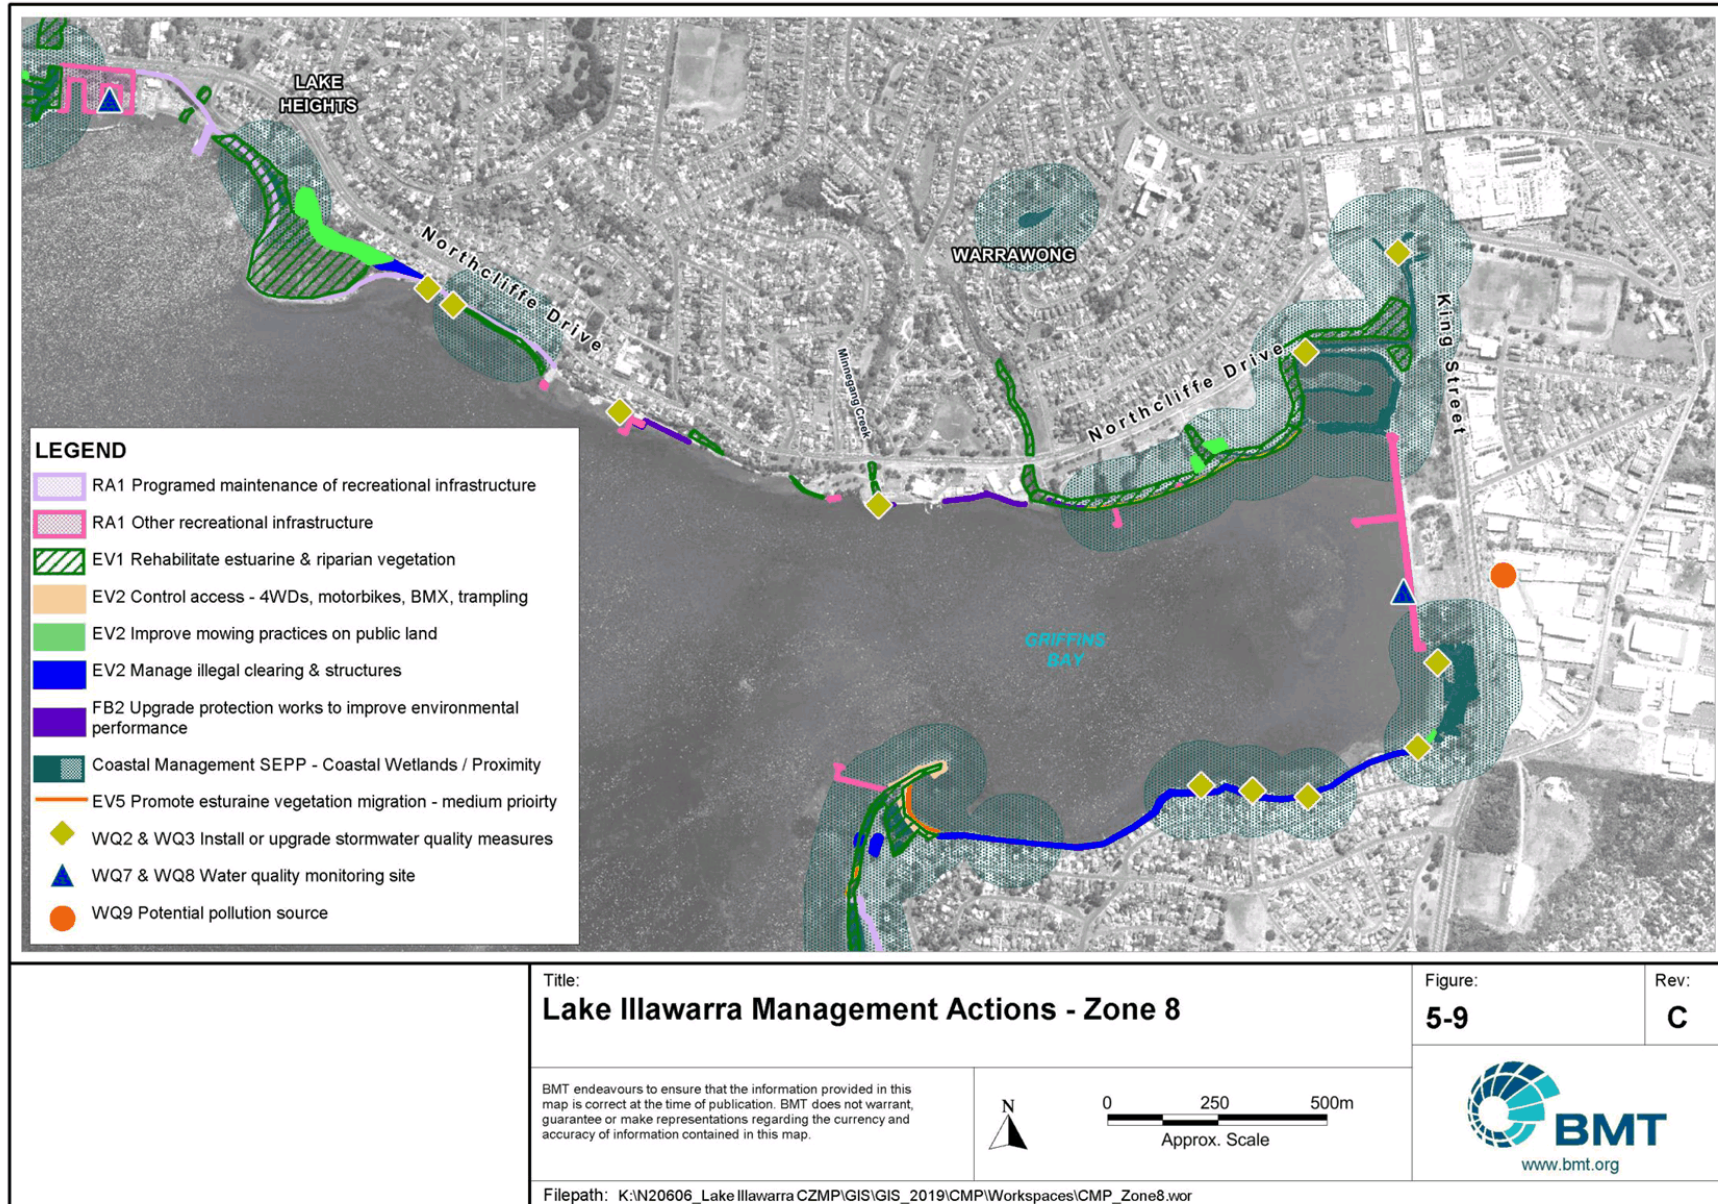 LAKE
HEIGHTS
Northcliffe Drive
WARRAWONG
Minnegang Creek
Northcliffe Drive
King Street
GRIFFINS
BAY
LEGEND
RA1 Programed maintenance of recreational infrastructure
RA1 Other recreational infrastructure
EV1 Rehabilitate estuarine & riparian vegetation
EV2 Control access - 4WDs, motorbikes, BMX, trampling
EV2 Improve mowing practices on public land
EV2 Manage illegal clearing & structures
FB2 Upgrade protection works to improve environmental
performance
Coastal Management SEPP - Coastal Wetlands / Proximity
EV5 Promote esturaine vegetation migration - medium prioirty
WQ2 & WQ3 Install or upgrade stormwater quality measures
WQ7 & WQ8 Water quality monitoring site
WQ9 Potential pollution source
Title:
Lake Illawarra Management Actions - Zone 8
Figure:
5-9
Rev:
C
BMT endeavours to ensure that the information provided in this
map is correct at the time of publication. BMT does not warrant,
guarantee or make representations regarding the currency and
accuracy of information contained in this map.
N
0 250 500m
Approx. Scale
BMT
www.bmt.org
Filepath: K:\N20606_Lake Illawarra CZMP\GIS\GIS_2019\CMP\Workspaces\CMP_Zone8.wor